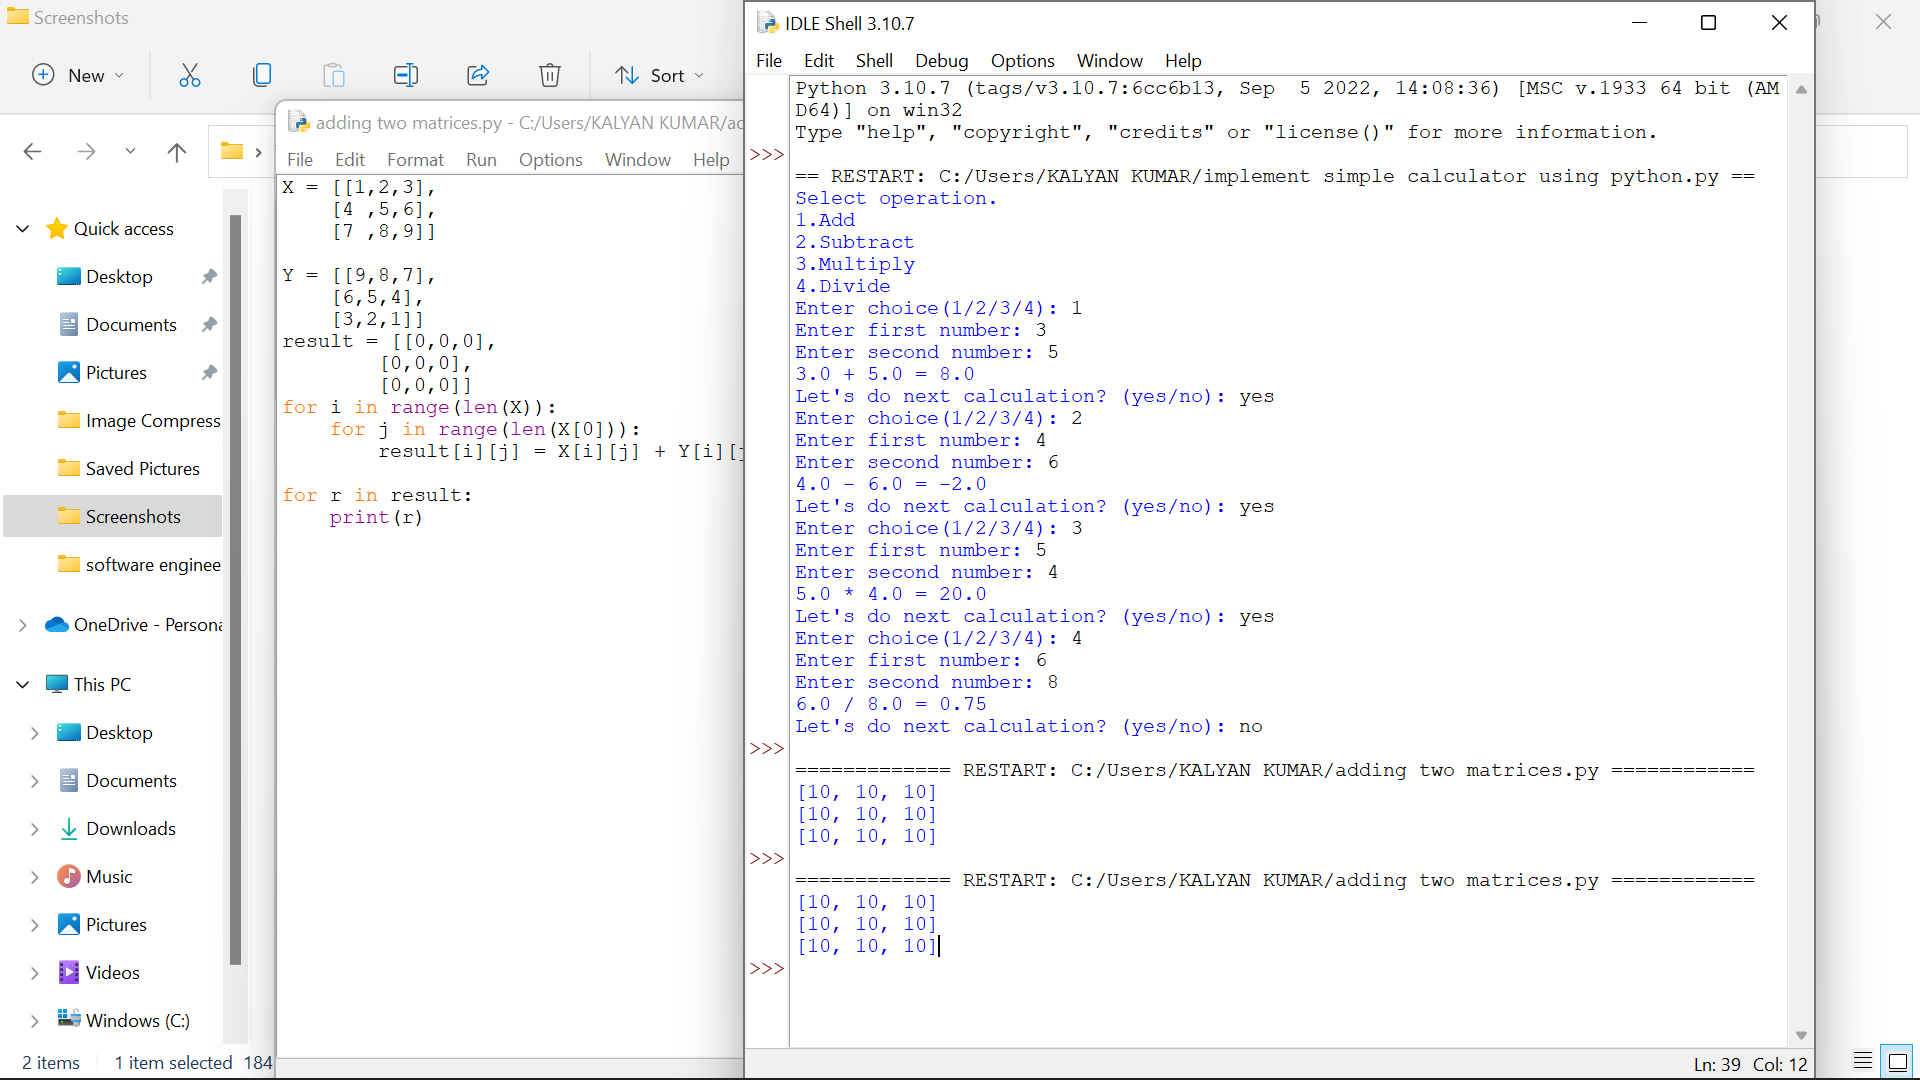 Screenshots
New
Sort
Quick access
Desktop
Documents
Pictures
Image Compress
Saved Pictures
Screenshots
software enginee
OneDrive - Persona
This PC
Desktop
Documents
Downloads
Music
Pictures
Videos
Windows (C:)
2 items 1 item selected 184
adding two matrices.py - C:/Users/KALYAN KUMAR/ac
File Edit Format Run Options Window Help
X = [[1,2,3],
    [4 ,5,6],
    [7 ,8,9]]
Y = [[9,8,7],
    [6,5,4],
    [3,2,1]]
result = [[0,0,0],
        [0,0,0],
        [0,0,0]]
for i in range(len(X)):
    for j in range(len(X[0])):
        result[i][j] = X[i][j] + Y[i][j
for r in result:
    print(r)
IDLE Shell 3.10.7
File Edit Shell Debug Options Window Help
Python 3.10.7 (tags/v3.10.7:6cc6b13, Sep  5 2022, 14:08:36) [MSC v.1933 64 bit (AM
D64)] on win32
Type "help", "copyright", "credits" or "license()" for more information.
>>>
== RESTART: C:/Users/KALYAN KUMAR/implement simple calculator using python.py ==
Select operation.
1.Add
2.Subtract
3.Multiply
4.Divide
Enter choice(1/2/3/4): 1
Enter first number: 3
Enter second number: 5
3.0 + 5.0 = 8.0
Let's do next calculation? (yes/no): yes
Enter choice(1/2/3/4): 2
Enter first number: 4
Enter second number: 6
4.0 - 6.0 = -2.0
Let's do next calculation? (yes/no): yes
Enter choice(1/2/3/4): 3
Enter first number: 5
Enter second number: 4
5.0 * 4.0 = 20.0
Let's do next calculation? (yes/no): yes
Enter choice(1/2/3/4): 4
Enter first number: 6
Enter second number: 8
6.0 / 8.0 = 0.75
Let's do next calculation? (yes/no): no
>>>
============= RESTART: C:/Users/KALYAN KUMAR/adding two matrices.py ============
[10, 10, 10]
[10, 10, 10]
[10, 10, 10]
>>>
============= RESTART: C:/Users/KALYAN KUMAR/adding two matrices.py ============
[10, 10, 10]
[10, 10, 10]
[10, 10, 10]
>>>
Ln: 39 Col: 12